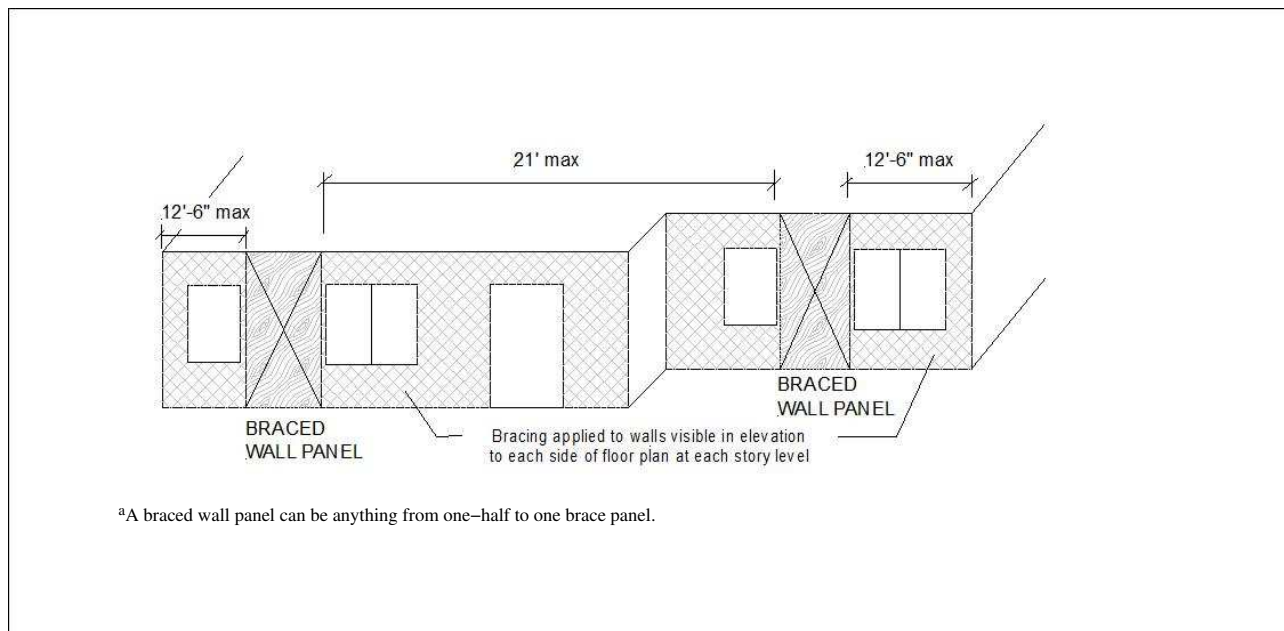 21' max
12'-6" max
12'-6" max
BRACED
WALL PANEL
BRACED
WALL PANEL
Bracing applied to walls visible in elevation
to each side of floor plan at each story level
aA braced wall panel can be anything from one−half to one brace panel.